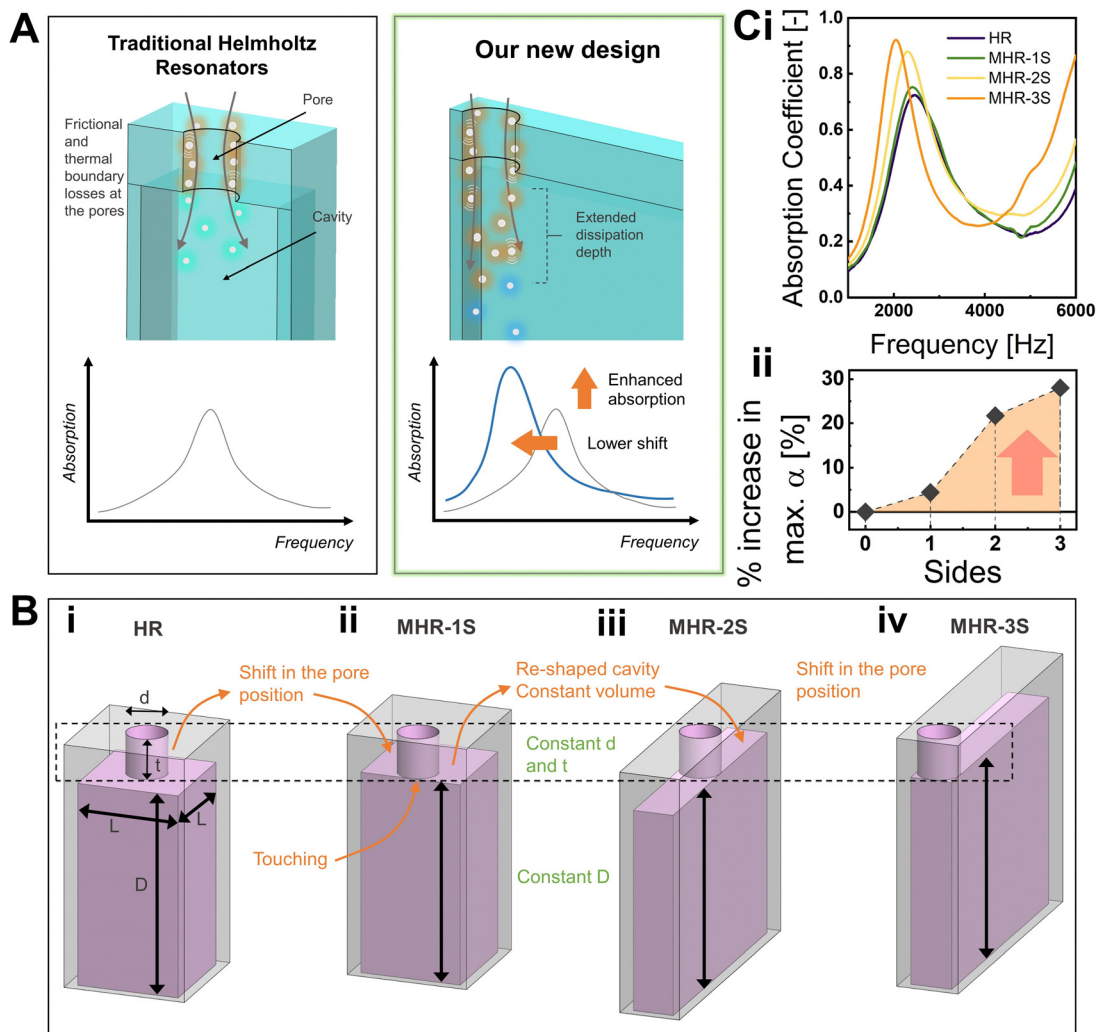 A
Traditional Helmholtz
Resonators
Pore
Frictional
and
thermal
boundary
losses at
the pores
Cavity
Absorption
Frequency
Our new design
Extended
dissipation
depth
Enhanced
absorption
Lower shift
Absorption
Frequency
Ci
Absorption Coefficient [-]
1.0
0.8
0.6
0.4
0.2
0.0
HR
MHR-1S
MHR-2S
MHR-3S
2000
4000
6000
Frequency [Hz]
ii
% increase in
max. α [%]
30
20
10
0
0
1
2
3
Sides
B
i
HR
ii
MHR-1S
iii
MHR-2S
iv
MHR-3S
Shift in the pore
position
Re-shaped cavity
Constant volume
Shift in the pore
position
d
t
Constant d
and t
L
L
D
Touching
Constant D